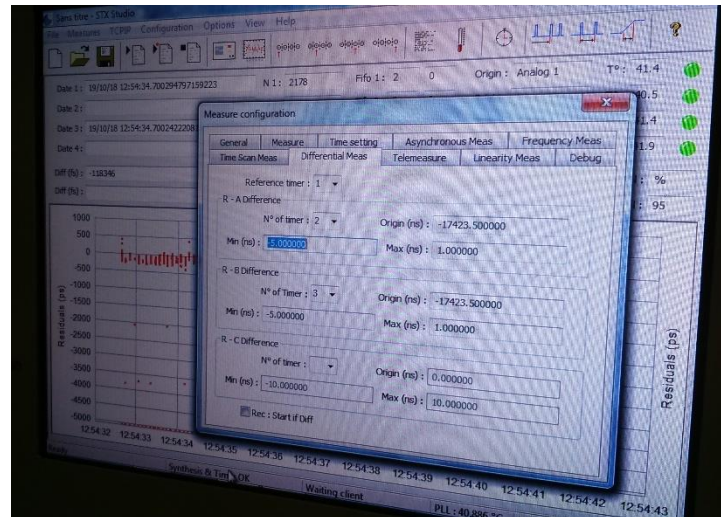 Sans titre - STX Studio
File Measures TCPIP Configuration Options View Help
Date 1 : 19/10/18 12:54:34.700294797159223 N 1 : 2178 Fifo 1 : 2 0 Origin : Analog 1 T° : 41.4
Date 2 :
Date 3 : 19/10/18 12:54:34.7002422208
Date 4 :
Diff (fs) : -118346
Diff (fs) :
%
95
Measure configuration
General Measure Time setting Asynchronous Meas Frequency Meas
Time Scan Meas Differential Meas Telemeasure Linearity Meas Debug
Reference timer : 1
R - A Difference
N° of timer : 2 Origin (ns) : -17423.500000
Min (ns) : -5.000000 Max (ns) : 1.000000
R - B Difference
N° of Timer : 3 Origin (ns) : -17423.500000
Min (ns) : -5.000000 Max (ns) : 1.000000
R - C Difference
N° of timer : Origin (ns) : 0.000000
Min (ns) : -10.000000 Max (ns) : 10.000000
Rec : Start if Diff
Residuals (ps)
1000
500
0
-500
-1000
-1500
-2000
-2500
-3000
-3500
-4000
-4500
-5000
Residuals (ps)
12:54:32 12:54:33 12:54:34 12:54:35 12:54:36 12:54:37 12:54:38 12:54:39 12:54:40 12:54:41 12:54:42 12:54:43
Ready Synthesis & Tim OK Waiting client PLL : 40.886 °C